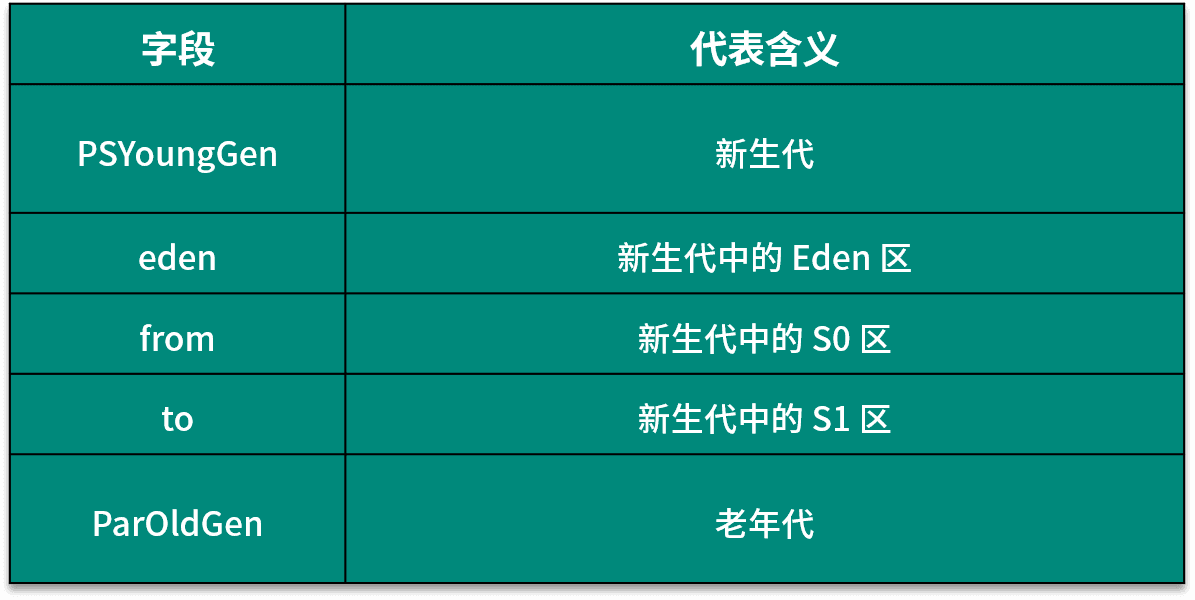 字段 代表含义
PSYoungGen 新生代
eden 新生代中的 Eden 区
from 新生代中的 S0 区
to 新生代中的 S1 区
ParOldGen 老年代